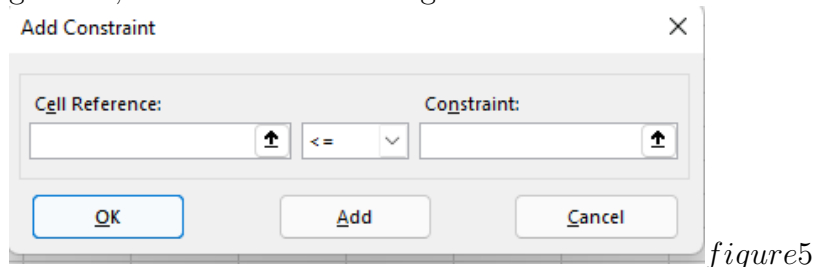 Add Constraint
Cell Reference: Constraint:
<=
OK Add Cancel
figure5